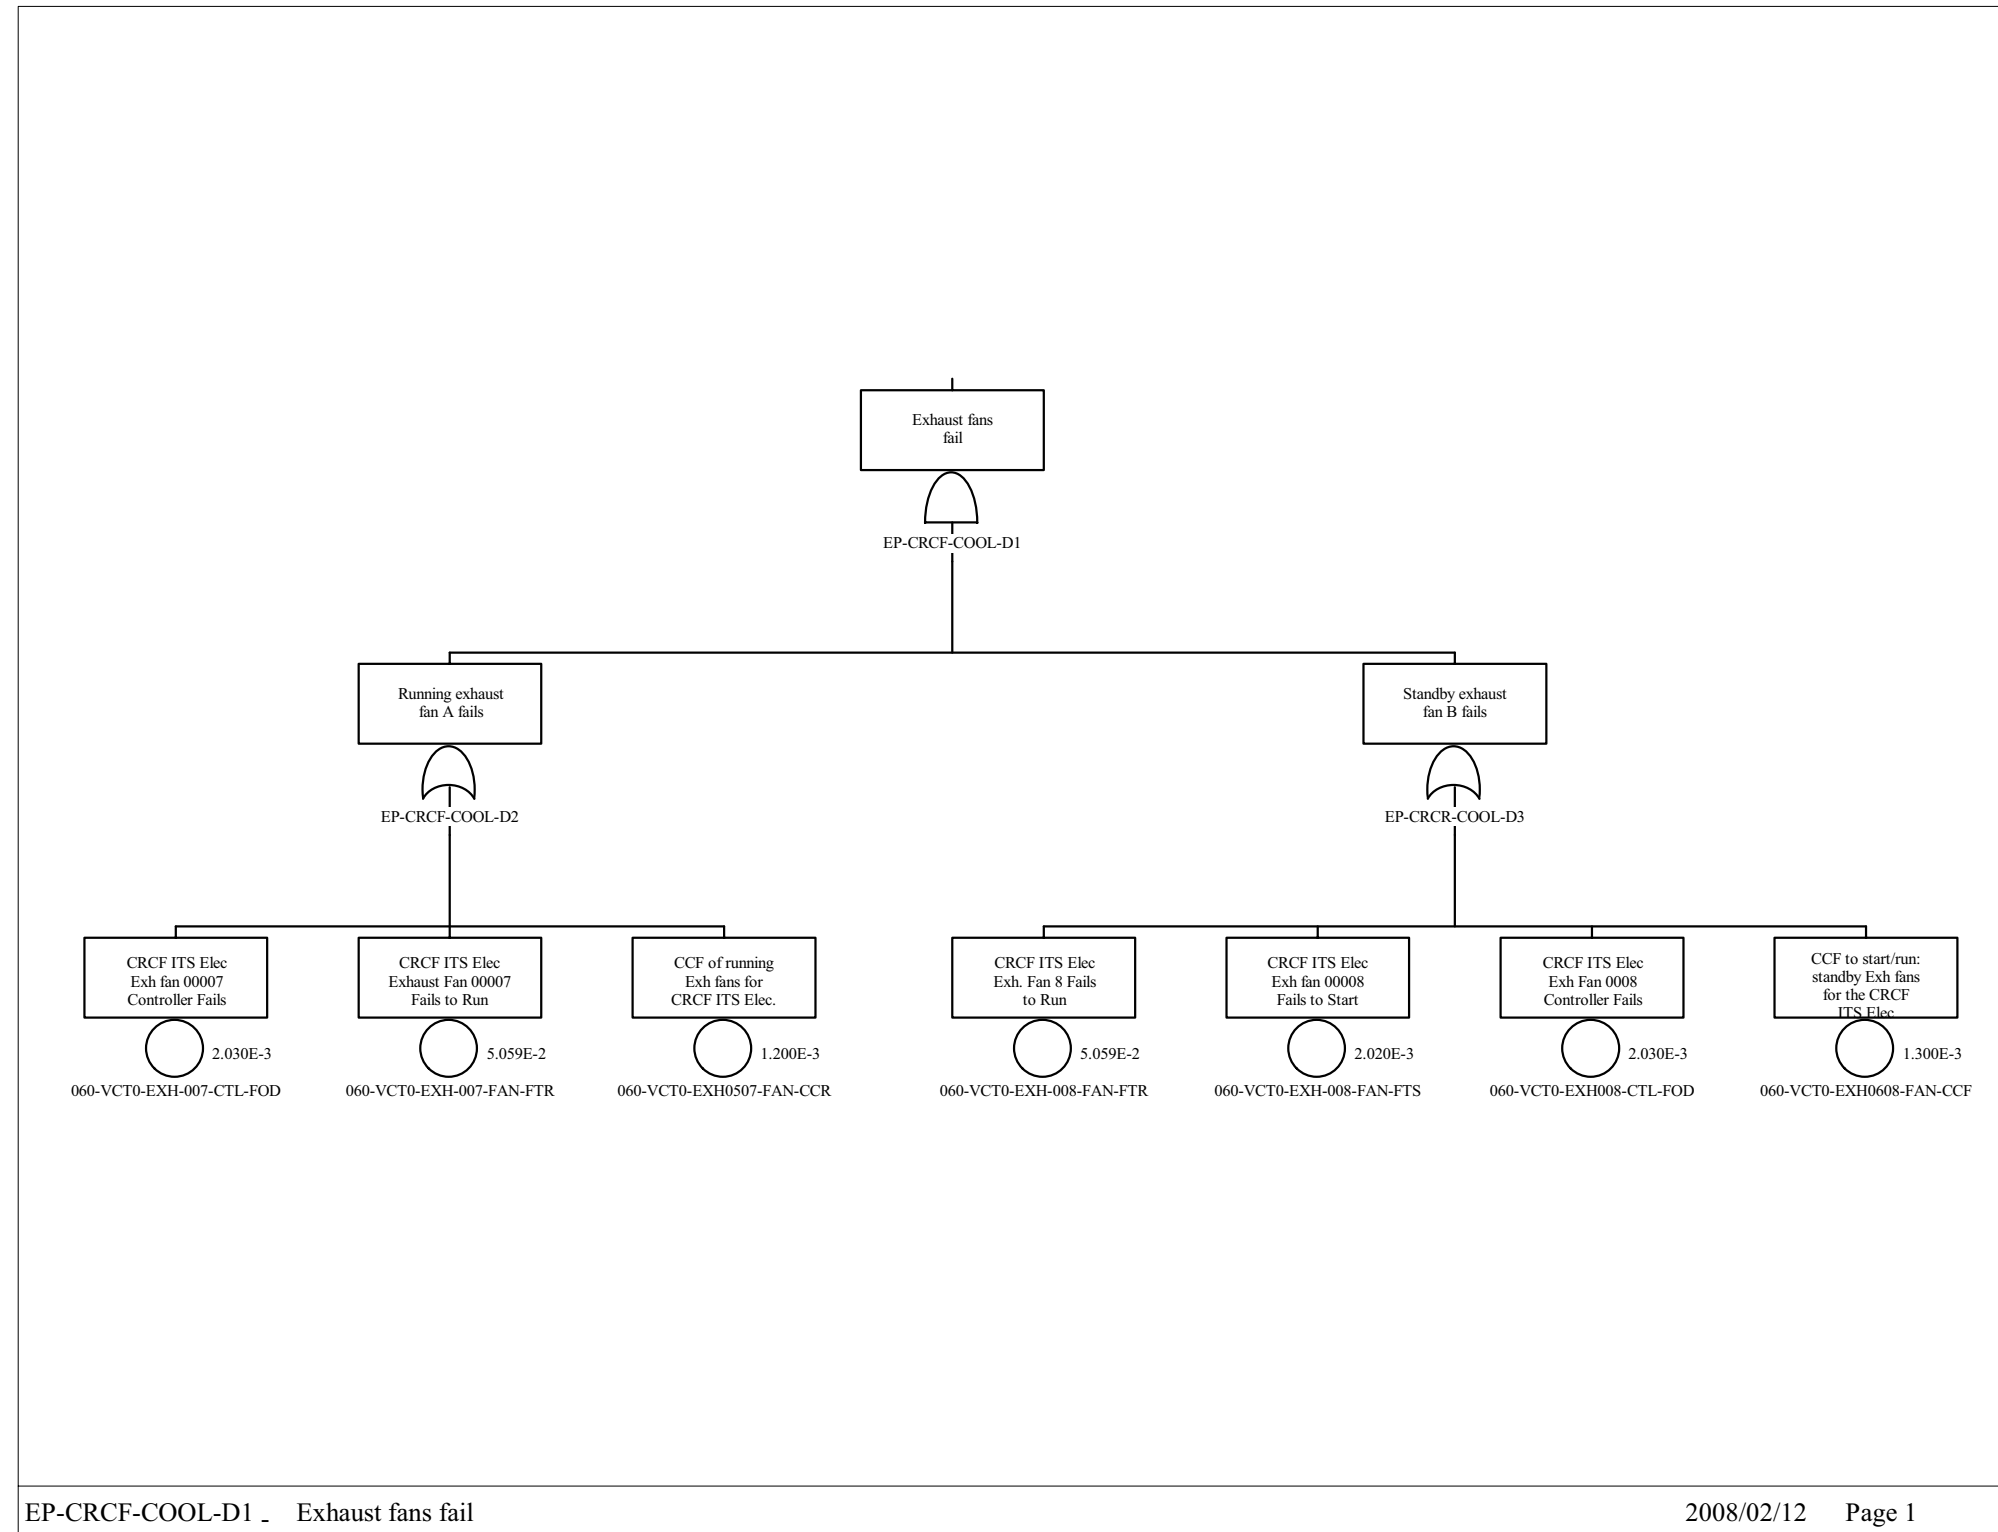 Exhaust fans
fail
EP-CRCF-COOL-D1
Running exhaust
fan A fails
EP-CRCF-COOL-D2
Standby exhaust
fan B fails
EP-CRCR-COOL-D3
CRCF ITS Elec
Exh fan 00007
Controller Fails
2.030E-3
060-VCT0-EXH-007-CTL-FOD
CRCF ITS Elec
Exhaust Fan 00007
Fails to Run
5.059E-2
060-VCT0-EXH-007-FAN-FTR
CCF of running
Exh fans for
CRCF ITS Elec.
1.200E-3
060-VCT0-EXH0507-FAN-CCR
CRCF ITS Elec
Exh. Fan 8 Fails
to Run
5.059E-2
060-VCT0-EXH-008-FAN-FTR
CRCF ITS Elec
Exh fan 00008
Fails to Start
2.020E-3
060-VCT0-EXH-008-FAN-FTS
CRCF ITS Elec
Exh Fan 0008
Controller Fails
2.030E-3
060-VCT0-EXH008-CTL-FOD
CCF to start/run:
standby Exh fans
for the CRCF
ITS Elec
1.300E-3
060-VCT0-EXH0608-FAN-CCF
EP-CRCF-COOL-D1 - Exhaust fans fail
2008/02/12 Page 1